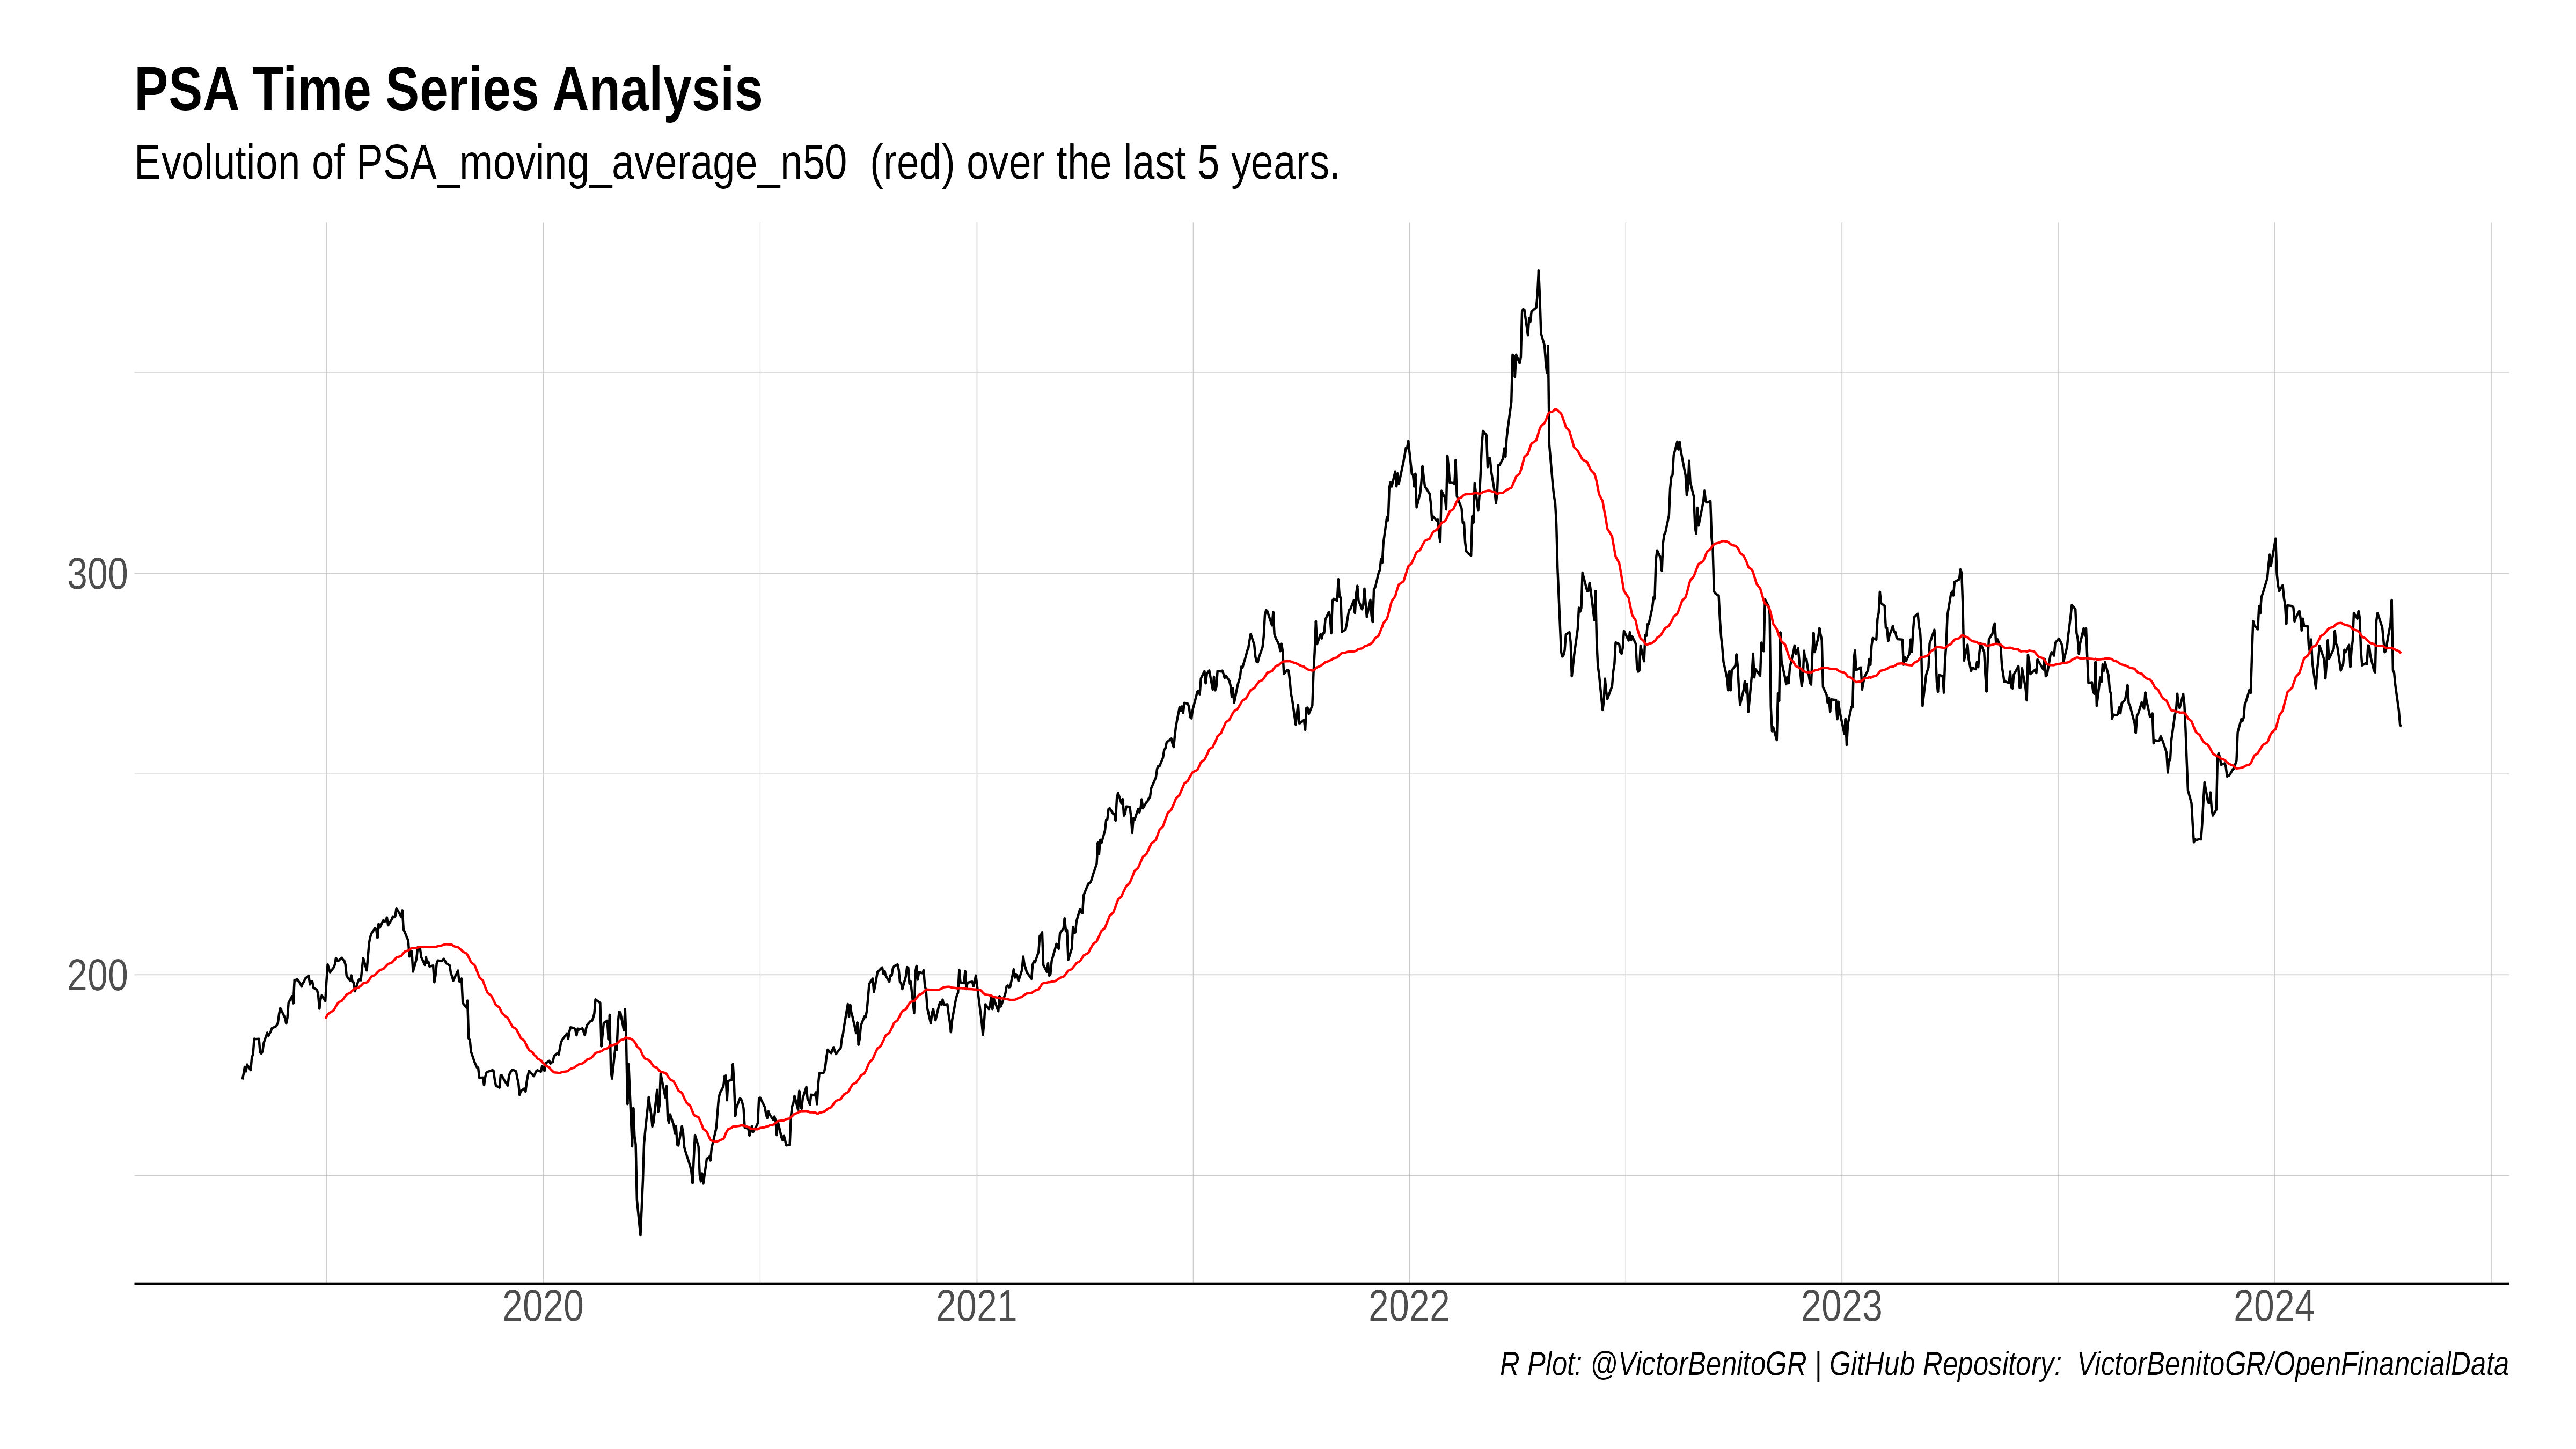 PSA Time Series Analysis
Evolution of PSA_moving_average_n50  (red) over the last 5 years.
300
200
2020 2021 2022 2023 2024
R Plot: @VictorBenitoGR | GitHub Repository:  VictorBenitoGR/OpenFinancialData